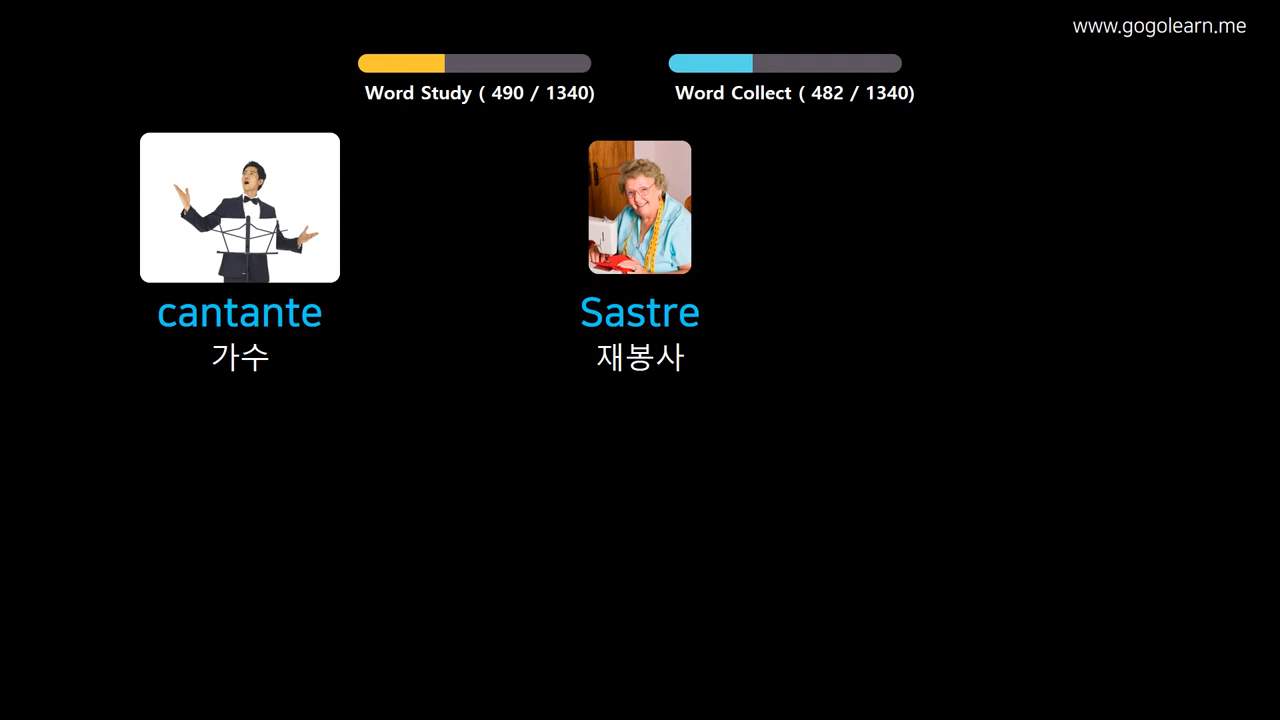 www.gogolearn.me
Word Study ( 490 / 1340)
Word Collect ( 482 / 1340)
cantante
가수
Sastre
재봉사